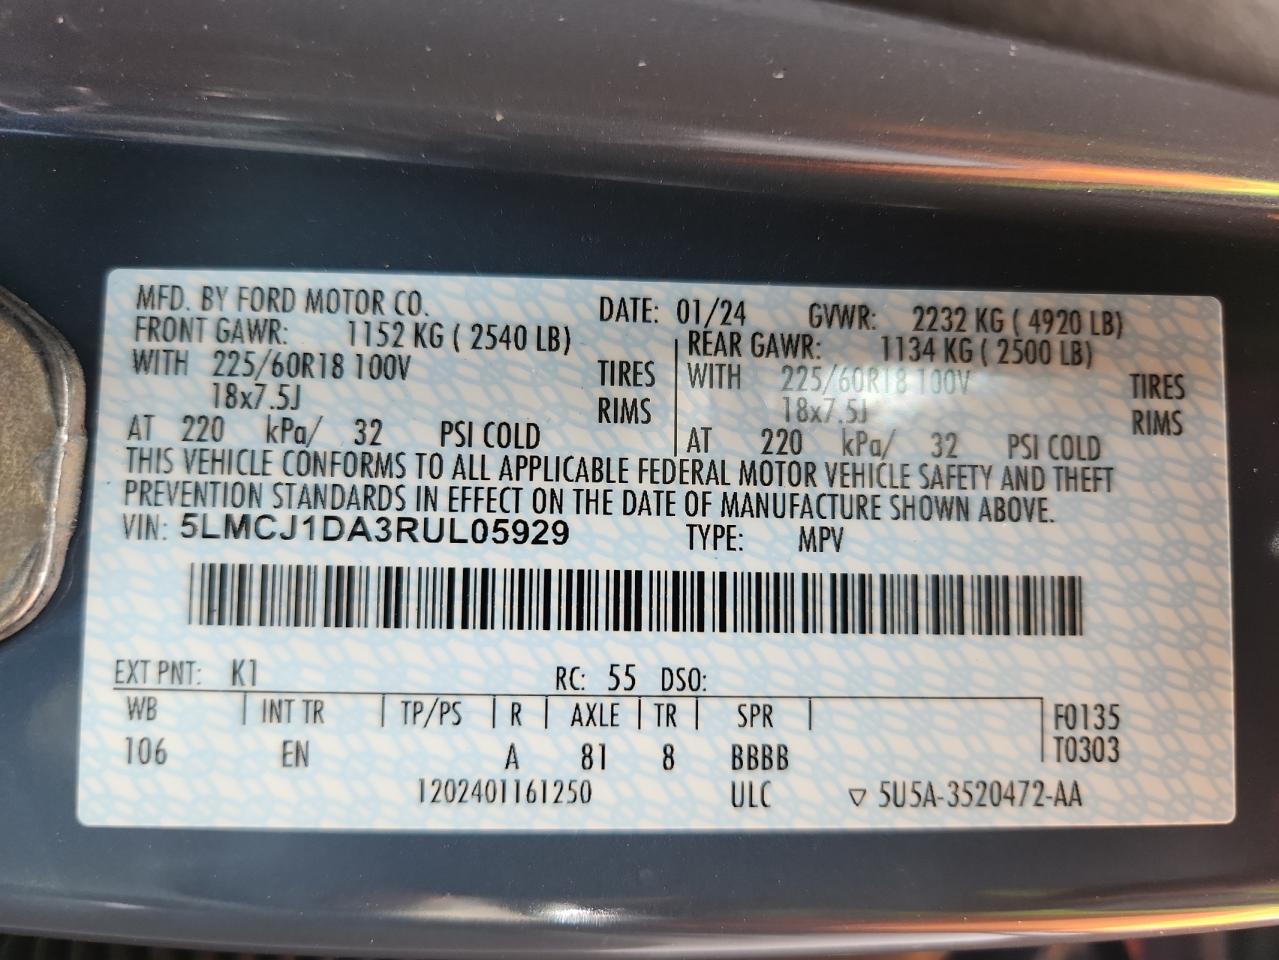 MFD. BY FORD MOTOR CO. DATE: 01/24 GVWR: 2232 KG ( 4920 LB)
FRONT GAWR: 1152 KG ( 2540 LB) REAR GAWR: 1134 KG ( 2500 LB)
WITH 225/60R18 100V TIRES WITH 225/60R18 100V TIRES
18x7.5J RIMS 18x7.5J RIMS
AT 220 kPa/ 32 PSI COLD AT 220 kPa/ 32 PSI COLD
THIS VEHICLE CONFORMS TO ALL APPLICABLE FEDERAL MOTOR VEHICLE SAFETY AND THEFT
PREVENTION STANDARDS IN EFFECT ON THE DATE OF MANUFACTURE SHOWN ABOVE.
VIN: 5LMCJ1DA3RUL05929 TYPE: MPV
EXT PNT: K1 RC: 55 DSO:
WB INT TR TP/PS R AXLE TR SPR F0135
106 EN A 81 8 BBBB T0303
1202401161250 ULC ▽ 5U5A-3520472-AA